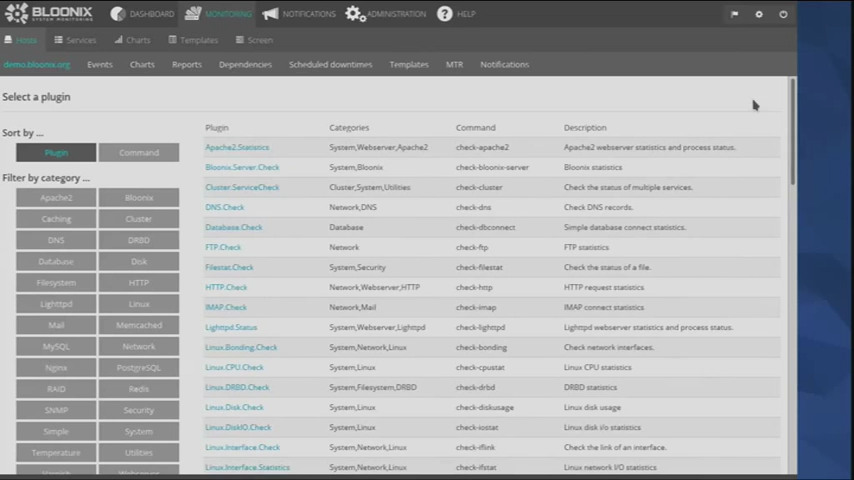 BLOONIX
SYSTEM MONITORING
DASHBOARD
MONITORING
NOTIFICATIONS
ADMINISTRATION
HELP
Hosts
Services
Charts
Templates
Screen
demo.bloonix.org
Events
Charts
Reports
Dependencies
Scheduled downtimes
Templates
MTR
Notifications
Select a plugin
Sort by ...
Plugin Command
Filter by category ...
Apache2 Bloonix
Caching Cluster
DNS DRBD
Database Disk
Filesystem HTTP
Lighttpd Linux
Mail Memcached
MySQL Network
Nginx PostgreSQL
RAID Redis
SNMP Security
Simple System
Temperature Utilities
Varnish Webserver
Plugin Categories Command Description
Apache2.Statistics System,Webserver,Apache2 check-apache2 Apache2 webserver statistics and process status.
Bloonix.Server.Check System,Bloonix check-bloonix-server Bloonix statistics
Cluster.ServiceCheck Cluster,System,Utilities check-cluster Check the status of multiple services.
DNS.Check Network,DNS check-dns Check DNS records.
Database.Check Database check-dbconnect Simple database connect statistics.
FTP.Check Network check-ftp FTP statistics
Filestat.Check System,Security check-filestat Check the status of a file.
HTTP.Check Network,Webserver,HTTP check-http HTTP request statistics
IMAP.Check Network,Mail check-imap IMAP connect statistics
Lighttpd.Status System,Webserver,Lightpd check-lighttpd Lighttpd webserver statistics and process status.
Linux.Bonding.Check System,Network,Linux check-bonding Check network interfaces.
Linux.CPU.Check System,Linux check-cpustat Linux CPU statistics
Linux.DRBD.Check System,Filesystem,DRBD check-drbd DRBD statistics
Linux.Disk.Check System,Linux check-diskusage Linux disk usage
Linux.DiskIO.Check System,Linux check-iostat Linux disk i/o statistics
Linux.Interface.Check System,Network,Linux check-iflink Check the link of an interface.
Linux.Interface.Statistics System,Network,Linux check-ifstat Linux network I/O statistics